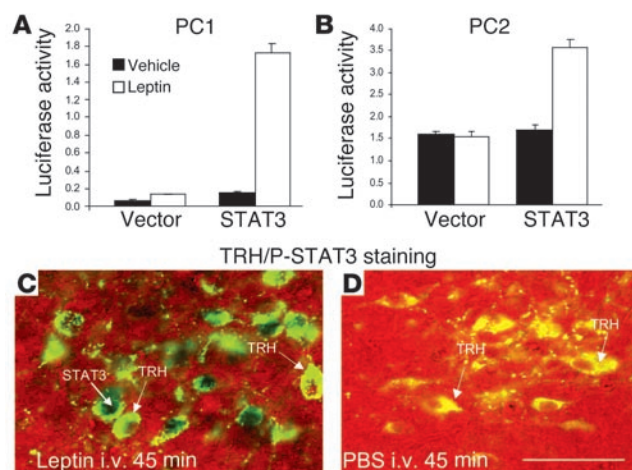 A
PC1
Luciferase activity
2.0
1.8
1.6
1.4
1.2
1.0
0.8
0.6
0.4
0.2
0.0
Vehicle
Leptin
Vector
STAT3
B
PC2
Luciferase activity
4.0
3.5
3.0
2.5
2.0
1.5
1.0
0.5
0.0
Vector
STAT3
TRH/P-STAT3 staining
C
STAT3
TRH
TRH
Leptin i.v. 45 min
D
TRH
TRH
PBS i.v. 45 min